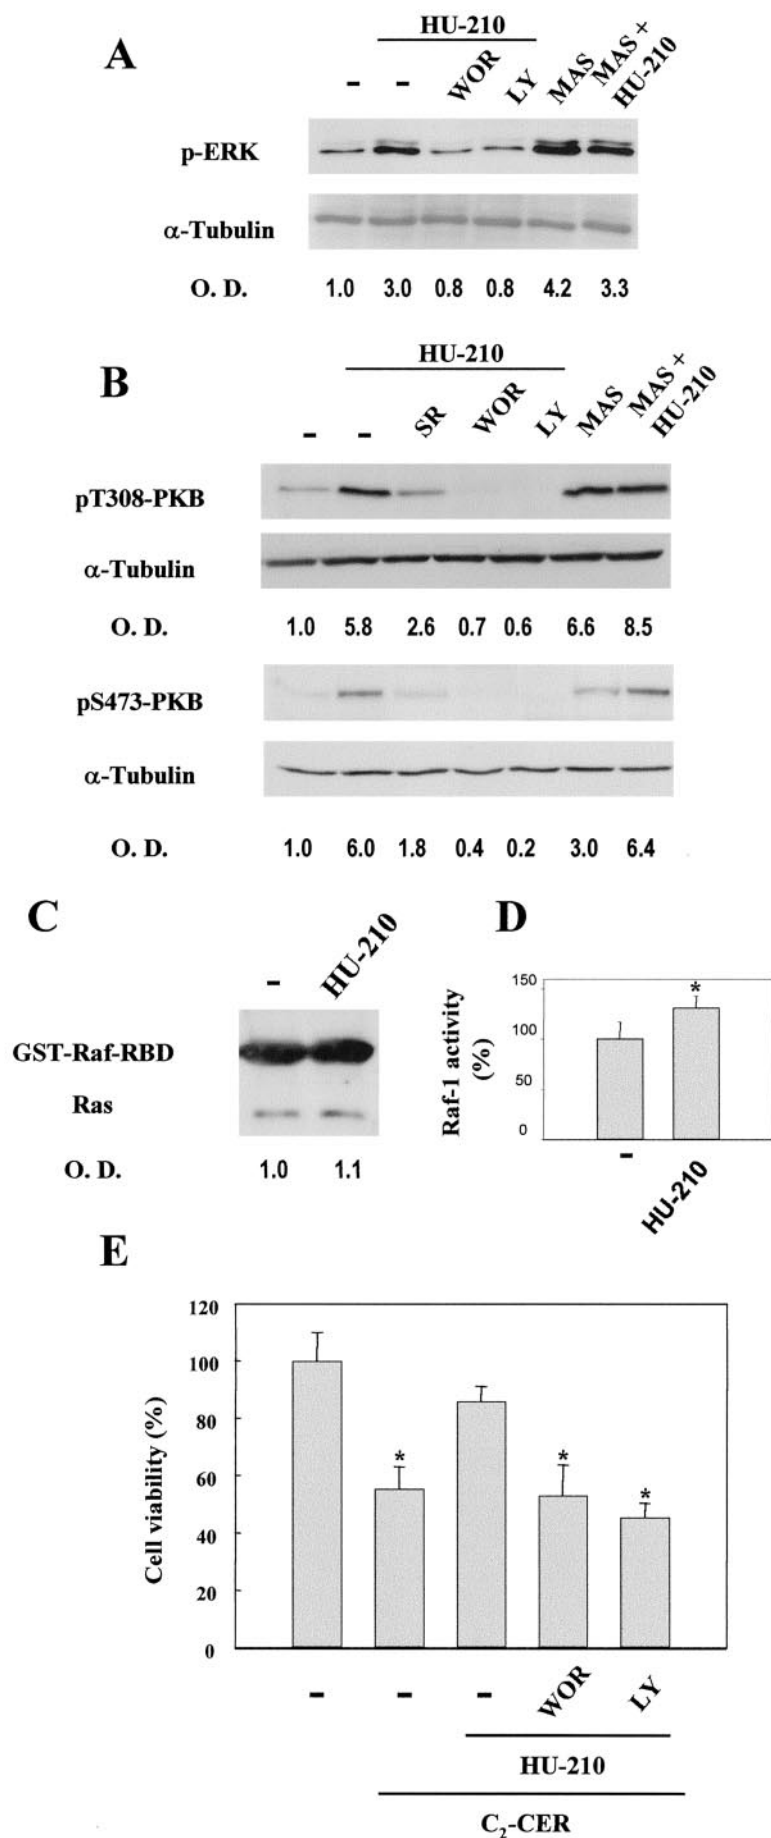 A
HU-210
- - WOR LY MAS MAS + HU-210
p-ERK
α-Tubulin
O. D. 1.0 3.0 0.8 0.8 4.2 3.3
B
HU-210
- - SR WOR LY MAS MAS + HU-210
pT308-PKB
α-Tubulin
O. D. 1.0 5.8 2.6 0.7 0.6 6.6 8.5
pS473-PKB
α-Tubulin
O. D. 1.0 6.0 1.8 0.4 0.2 3.0 6.4
C
- HU-210
GST-Raf-RBD
Ras
O. D. 1.0 1.1
D
Raf-1 activity (%)
150
100
50
0
*
- HU-210
E
Cell viability (%)
120
100
80
60
40
20
0
* * *
- - - WOR LY
HU-210
C₂-CER